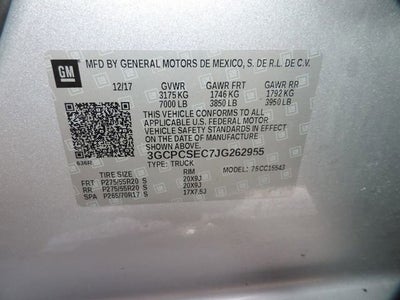 GM
MFD BY GENERAL MOTORS DE MEXICO, S. DE R.L. DE C.V.
12/17 GVWR GAWR FRT GAWR RR
3175 KG 1746 KG 1792 KG
7000 LB 3850 LB 3950 LB
THIS VEHICLE CONFORMS TO ALL APPLICABLE
U.S. FEDERAL MOTOR
VEHICLE SAFETY STANDARDS IN EFFECT
ON THE DATE OF MANUFACTURE
SHOWN ABOVE.
3GCPCSEC7JG262955
TYPE: TRUCK
TIRE SIZE RIM 75CC15543
FRT P275/55R20 S 20X9J
RR P275/55R20 S 20X9J
SPA P265/70R17 S 17X7.5J